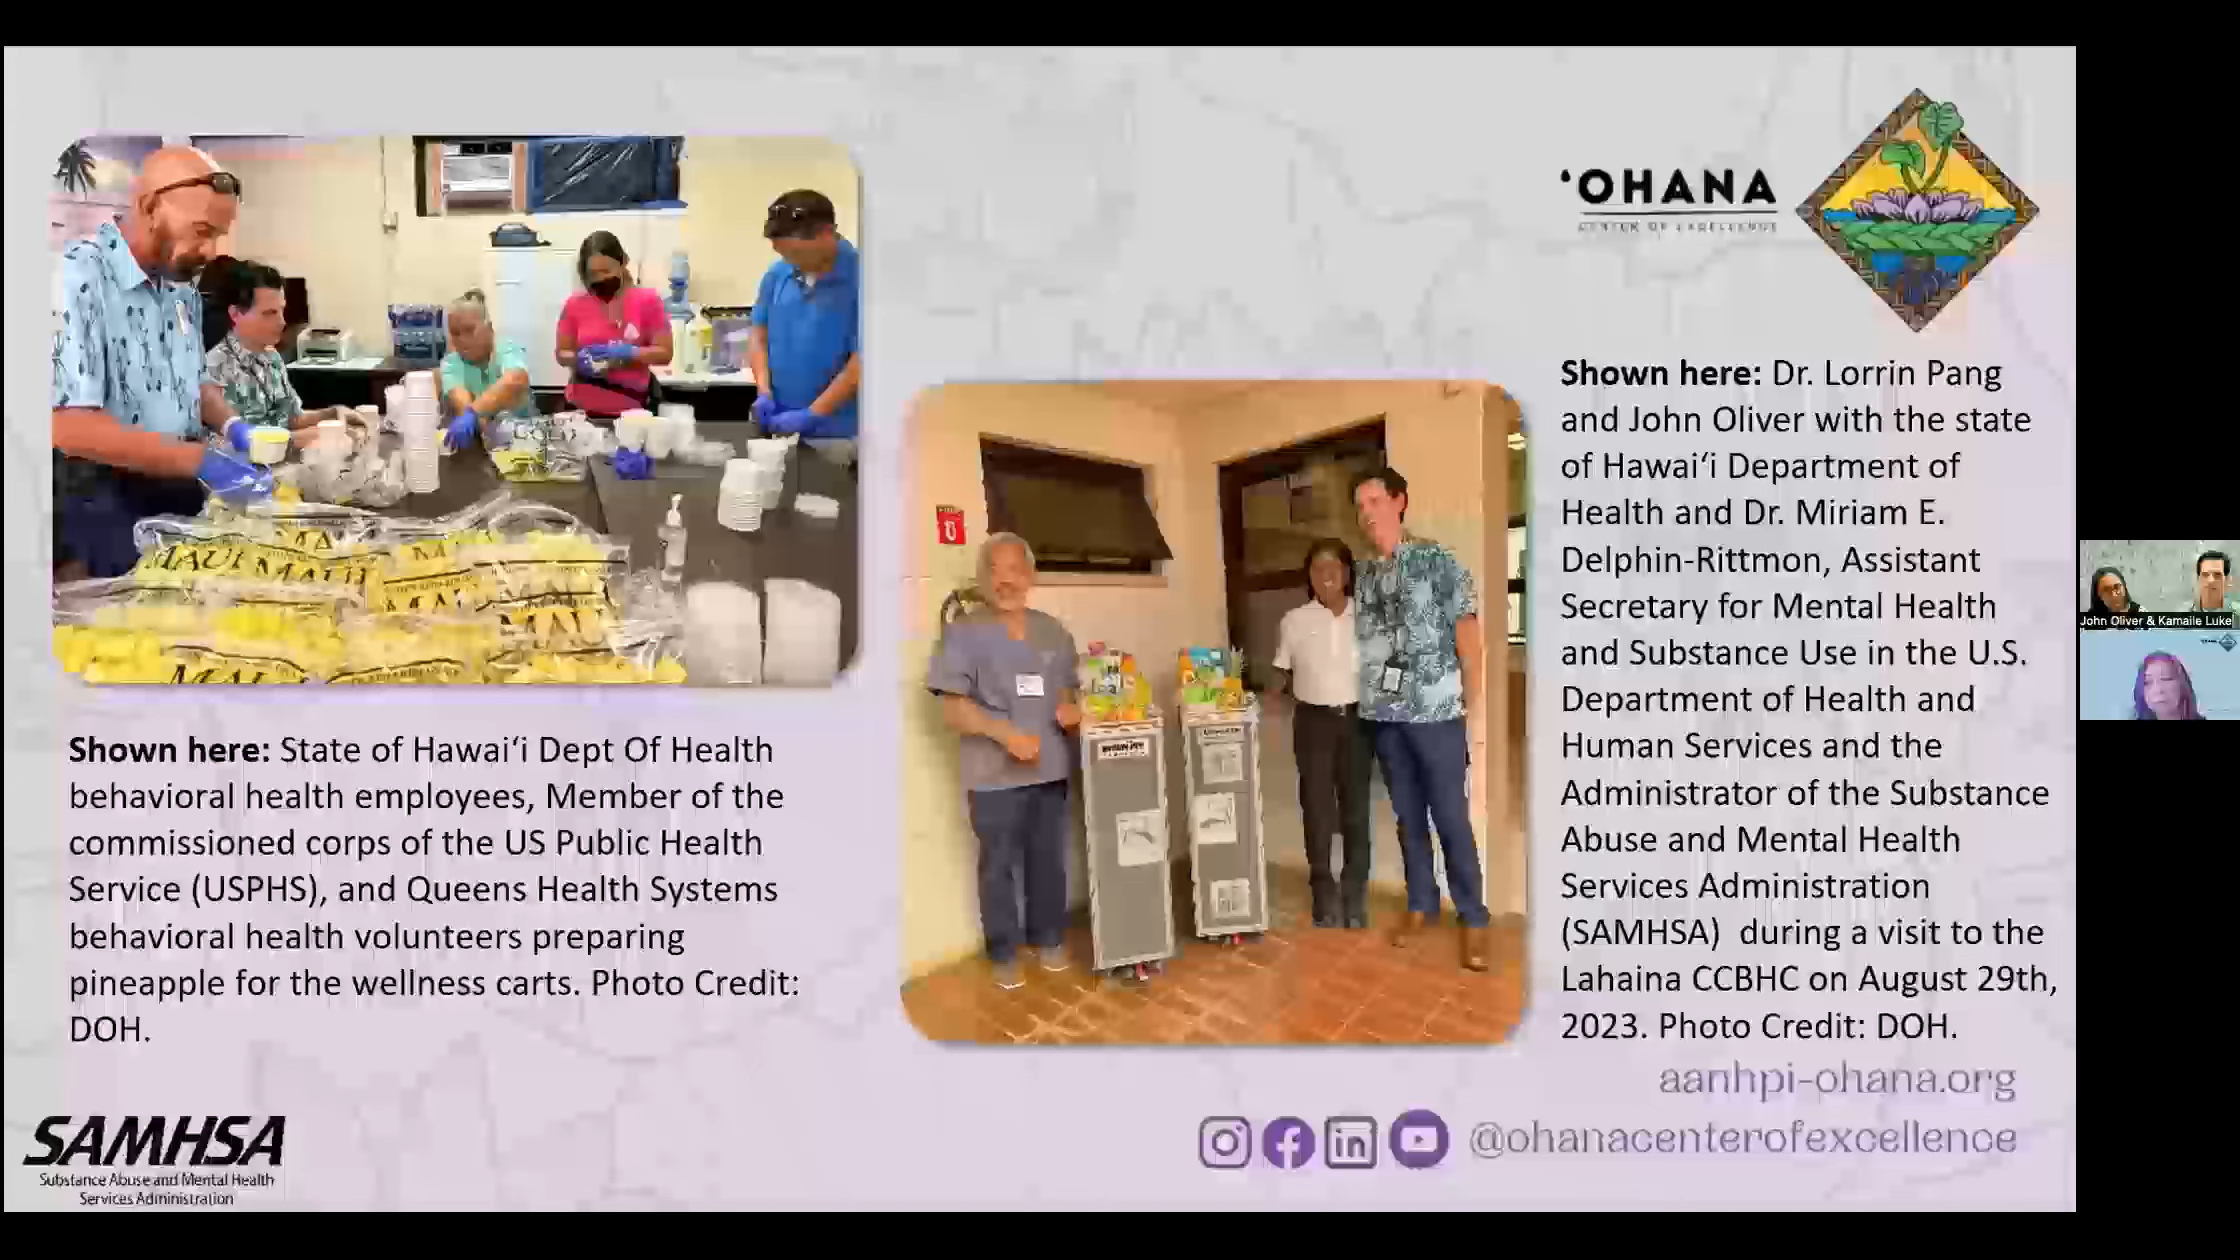 'OHANA
CENTER OF EXCELLENCE
MAUI MAUI
Shown here: State of Hawai'i Dept Of Health
behavioral health employees, Member of the
commissioned corps of the US Public Health
Service (USPHS), and Queens Health Systems
behavioral health volunteers preparing
pineapple for the wellness carts. Photo Credit:
DOH.
Shown here: Dr. Lorrin Pang
and John Oliver with the state
of Hawai'i Department of
Health and Dr. Miriam E.
Delphin-Rittmon, Assistant
Secretary for Mental Health
and Substance Use in the U.S.
Department of Health and
Human Services and the
Administrator of the Substance
Abuse and Mental Health
Services Administration
(SAMHSA) during a visit to the
Lahaina CCBHC on August 29th,
2023. Photo Credit: DOH.
John Oliver & Kamaile Luke
aanhpi-ohana.org
@ohanacenterofexcellence
SAMHSA
Substance Abuse and Mental Health
Services Administration